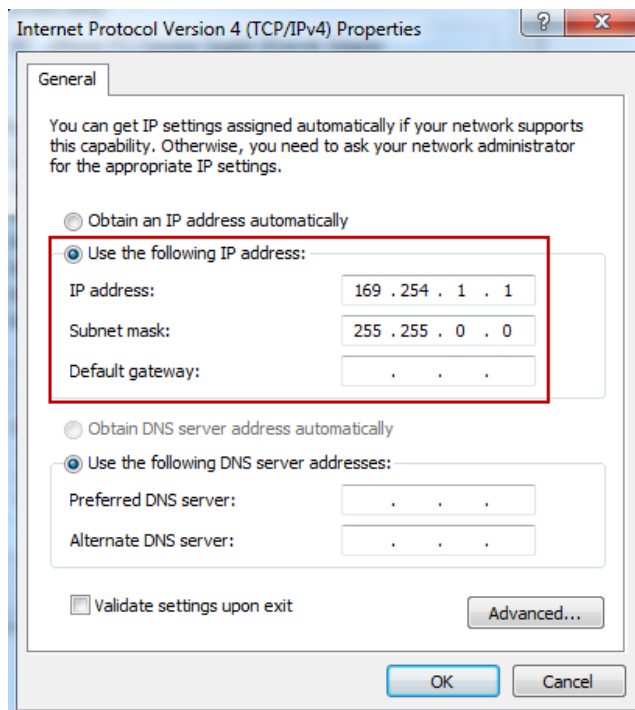 Internet Protocol Version 4 (TCP/IPv4) Properties
?
General
You can get IP settings assigned automatically if your network supports
this capability. Otherwise, you need to ask your network administrator
for the appropriate IP settings.
Obtain an IP address automatically
Use the following IP address:
IP address: 169 . 254 . 1 . 1
Subnet mask: 255 . 255 . 0 . 0
Default gateway: . . .
Obtain DNS server address automatically
Use the following DNS server addresses:
Preferred DNS server: . . .
Alternate DNS server: . . .
Validate settings upon exit
Advanced...
OK Cancel